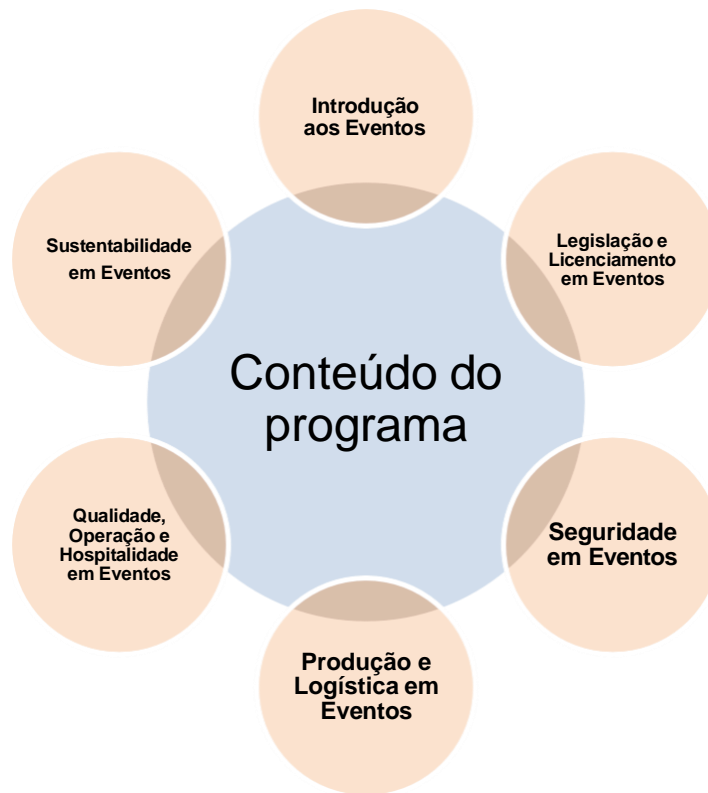 Introdução
aos Eventos
Legislação e
Licenciamento
em Eventos
Seguridade
em Eventos
Produção e
Logística em
Eventos
Qualidade,
Operação e
Hospitalidade
em Eventos
Sustentabilidade
em Eventos
Conteúdo do
programa